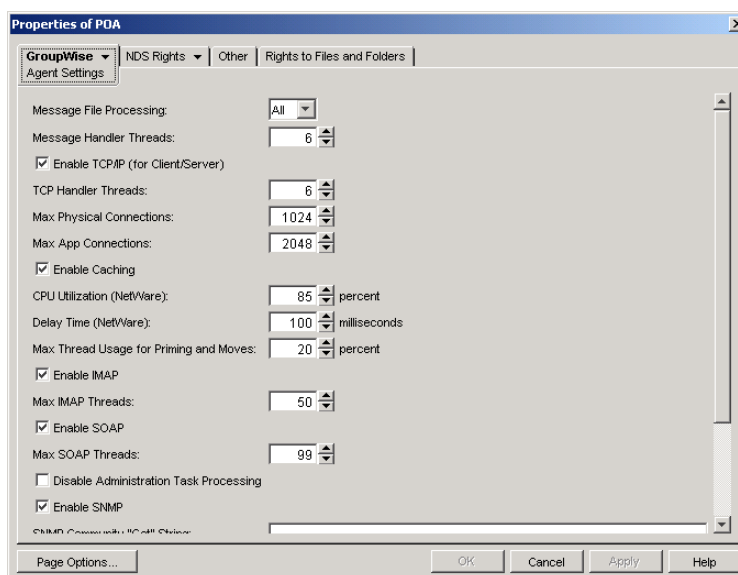 Properties of POA
GroupWise NDS Rights Other Rights to Files and Folders
Agent Settings
Message File Processing: All
Message Handler Threads: 6
Enable TCP/IP (for Client/Server)
TCP Handler Threads: 6
Max Physical Connections: 1024
Max App Connections: 2048
Enable Caching
CPU Utilization (NetWare): 85 percent
Delay Time (NetWare): 100 milliseconds
Max Thread Usage for Priming and Moves: 20 percent
Enable IMAP
Max IMAP Threads: 50
Enable SOAP
Max SOAP Threads: 99
Disable Administration Task Processing
Enable SNMP
SNMP Community "Get" String:
Page Options... OK Cancel Apply Help